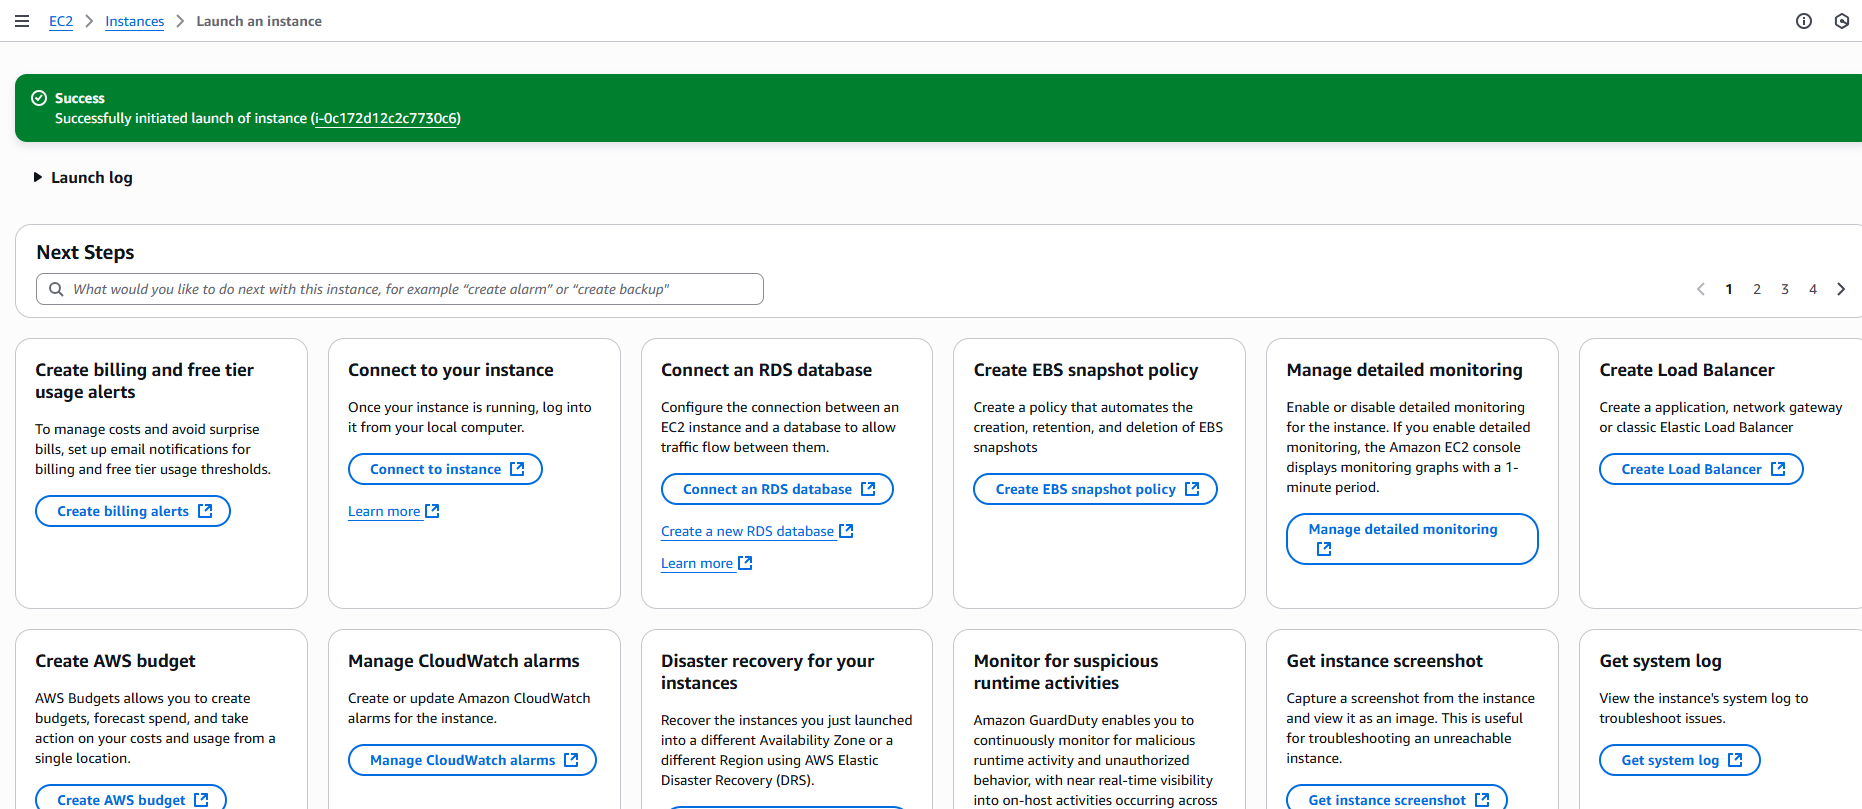 EC2 > Instances > Launch an instance
Success
Successfully initiated launch of instance (i-0c172d12c2c7730c6)
Launch log
Next Steps
What would you like to do next with this instance, for example “create alarm” or “create backup"
1 2 3 4
Create billing and free tier
usage alerts
To manage costs and avoid surprise
bills, set up email notifications for
billing and free tier usage thresholds.
Create billing alerts
Connect to your instance
Once your instance is running, log into
it from your local computer.
Connect to instance
Learn more
Connect an RDS database
Configure the connection between an
EC2 instance and a database to allow
traffic flow between them.
Connect an RDS database
Create a new RDS database
Learn more
Create EBS snapshot policy
Create a policy that automates the
creation, retention, and deletion of EBS
snapshots
Create EBS snapshot policy
Manage detailed monitoring
Enable or disable detailed monitoring
for the instance. If you enable detailed
monitoring, the Amazon EC2 console
displays monitoring graphs with a 1-
minute period.
Manage detailed monitoring
Create Load Balancer
Create a application, network gateway
or classic Elastic Load Balancer
Create Load Balancer
Create AWS budget
AWS Budgets allows you to create
budgets, forecast spend, and take
action on your costs and usage from a
single location.
Create AWS budget
Manage CloudWatch alarms
Create or update Amazon CloudWatch
alarms for the instance.
Manage CloudWatch alarms
Disaster recovery for your
instances
Recover the instances you just launched
into a different Availability Zone or a
different Region using AWS Elastic
Disaster Recovery (DRS).
Monitor for suspicious
runtime activities
Amazon GuardDuty enables you to
continuously monitor for malicious
runtime activity and unauthorized
behavior, with near real-time visibility
into on-host activities occurring across
Get instance screenshot
Capture a screenshot from the instance
and view it as an image. This is useful
for troubleshooting an unreachable
instance.
Get instance screenshot
Get system log
View the instance's system log to
troubleshoot issues.
Get system log